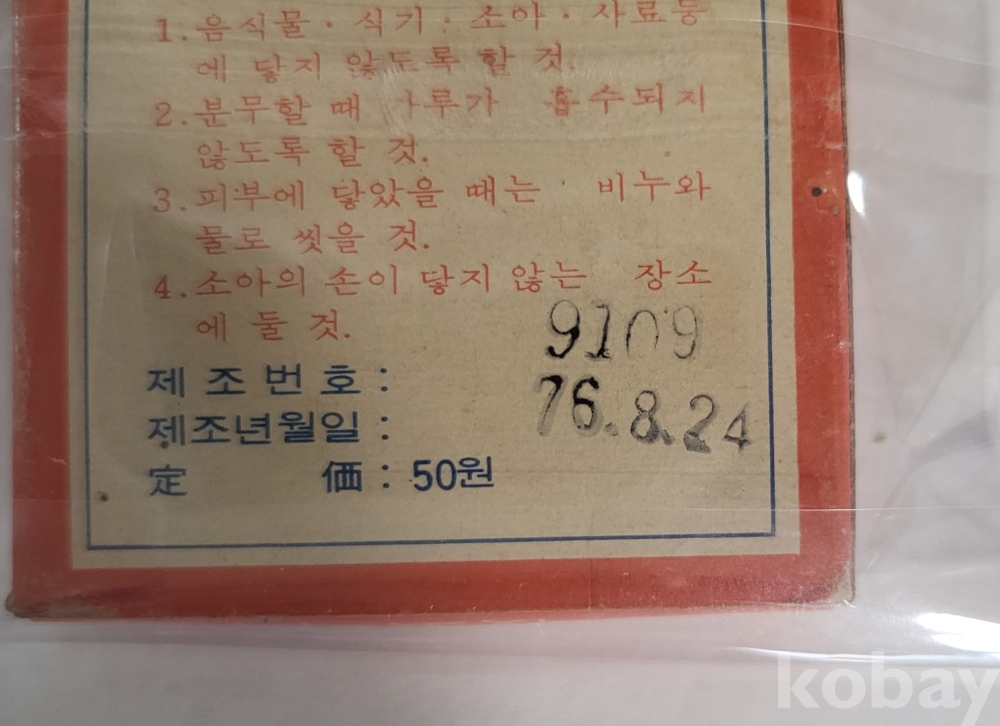 1. 음식물 · 식기 · 소아 · 사료등
에 닿지 않도록 할 것.
2. 분무할 때 가루가 흡수되지
않도록 할 것.
3. 피부에 닿았을 때는 비누와
물로 씻을 것.
4. 소아의 손이 닿지 않는 장소
에 둘 것.
제조번호 : 9109
제조년월일 : 76.8.24
定価 : 50원
kobay